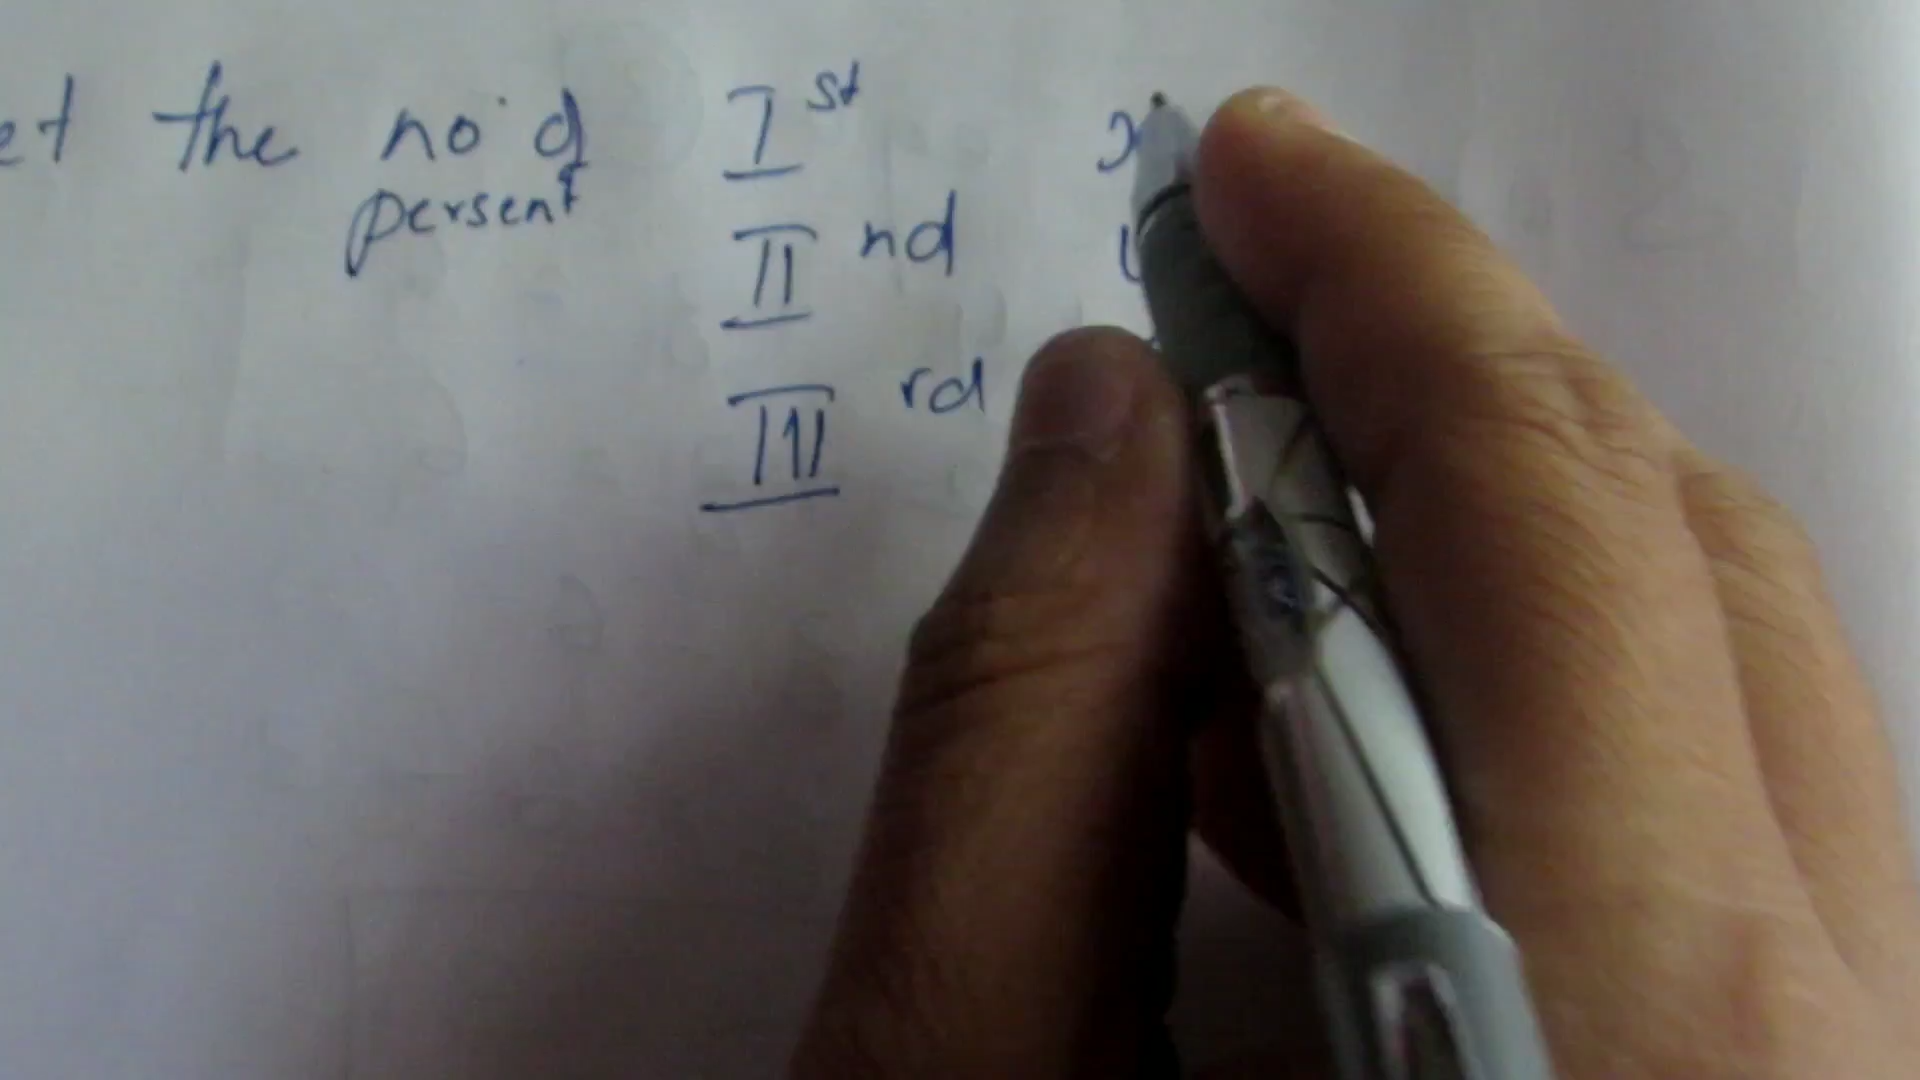 et the no. of I st x
persent
II nd
III rd